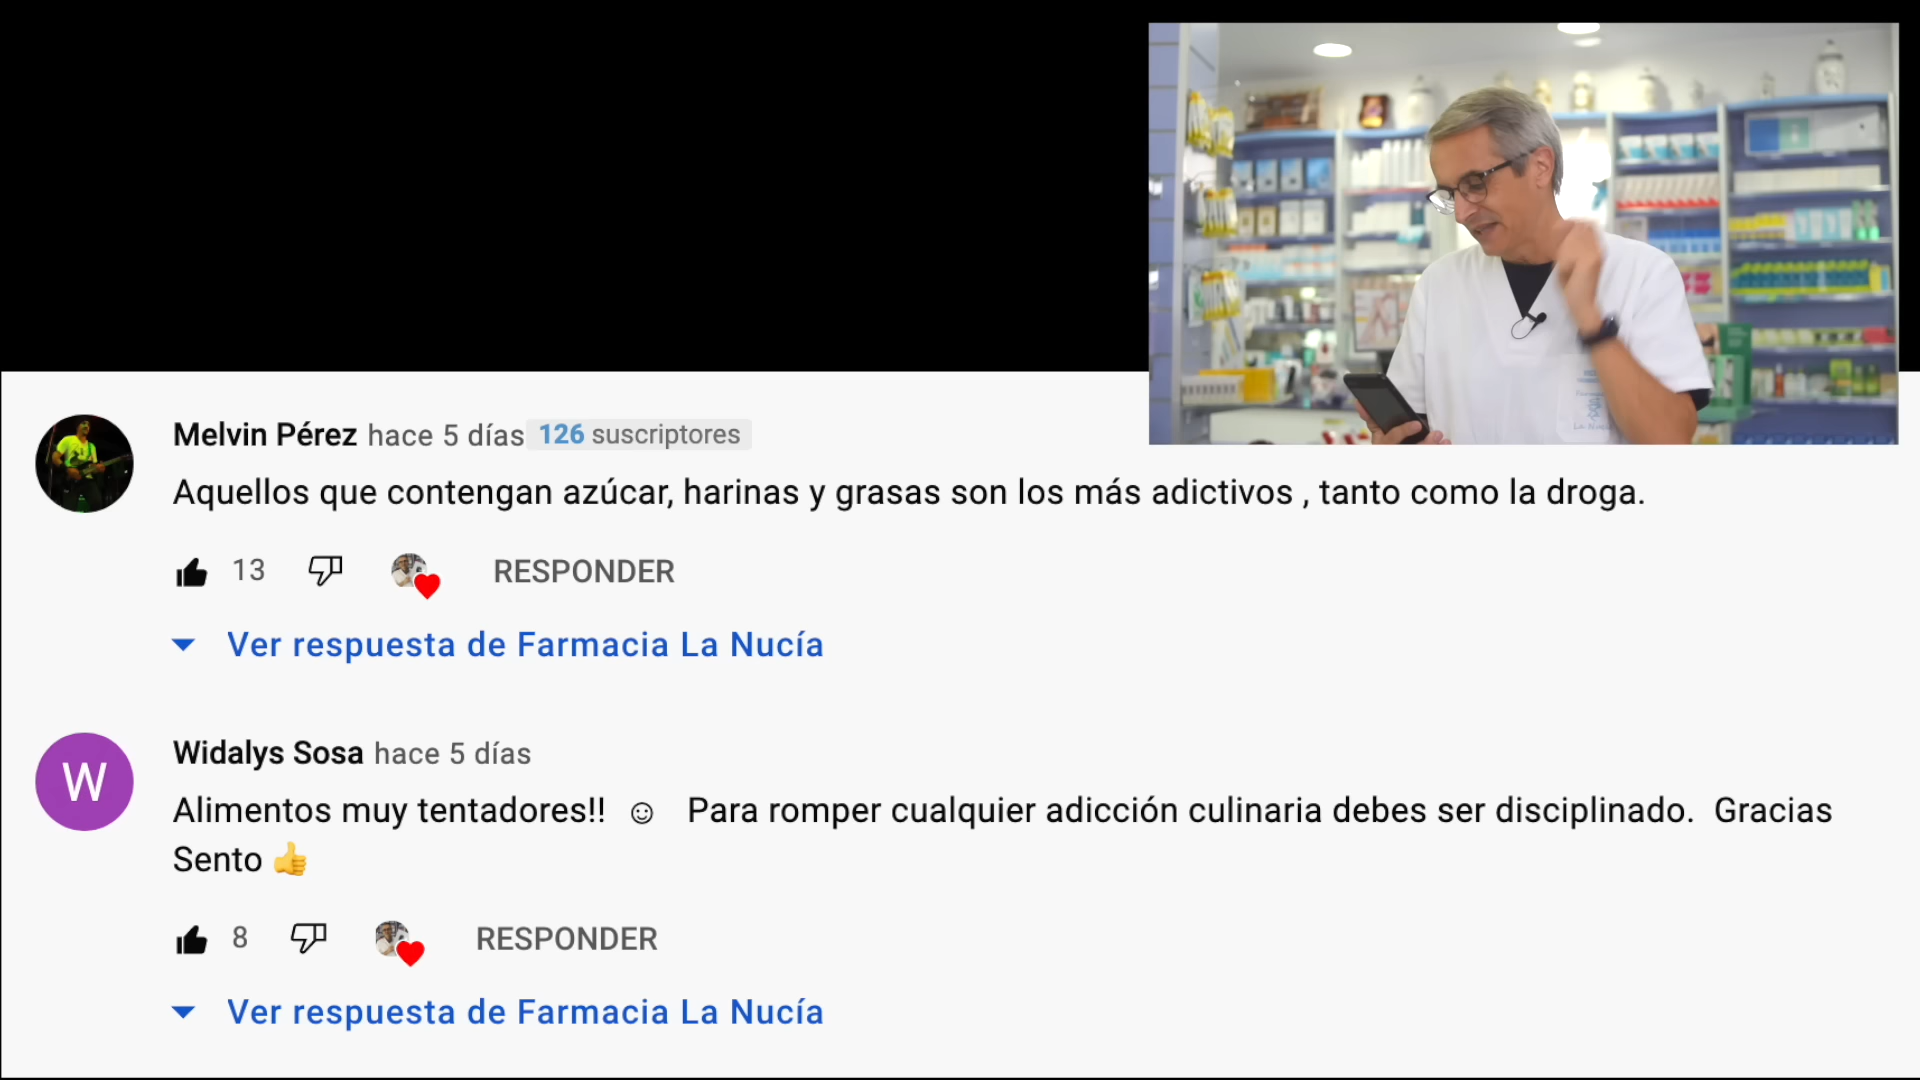 Melvin Pérez hace 5 días 126 suscriptores
Aquellos que contengan azúcar, harinas y grasas son los más adictivos , tanto como la droga.
13 RESPONDER
Ver respuesta de Farmacia La Nucía
W
Widalys Sosa hace 5 días
Alimentos muy tentadores!! ☺ Para romper cualquier adicción culinaria debes ser disciplinado. Gracias
Sento 👍
8 RESPONDER
Ver respuesta de Farmacia La Nucía